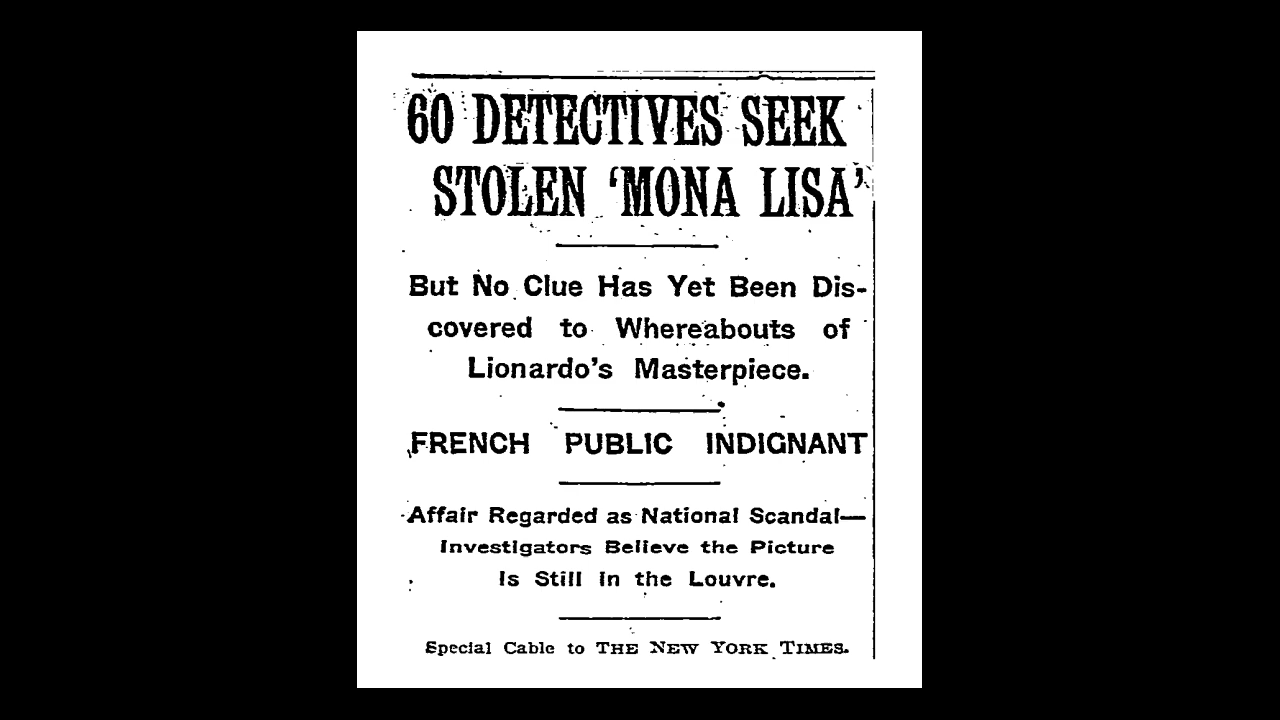 60 DETECTIVES SEEK
STOLEN 'MONA LISA'
But No Clue Has Yet Been Dis-
covered to Whereabouts of
Lionardo's Masterpiece.
FRENCH PUBLIC INDIGNANT
Affair Regarded as National Scandal—
Investigators Believe the Picture
Is Still in the Louvre.
Special Cable to THE NEW YORK TIMES.